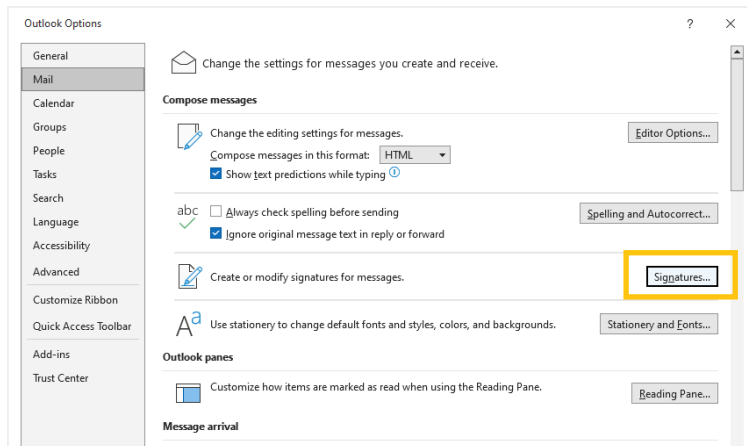 Outlook Options
?
General
Mail
Calendar
Groups
People
Tasks
Search
Language
Accessibility
Advanced
Customize Ribbon
Quick Access Toolbar
Add-ins
Trust Center
Change the settings for messages you create and receive.
Compose messages
Change the editing settings for messages.
Editor Options...
Compose messages in this format: HTML
Show text predictions while typing
abc
Always check spelling before sending
Spelling and Autocorrect...
Ignore original message text in reply or forward
Create or modify signatures for messages.
Signatures...
Aa
Use stationery to change default fonts and styles, colors, and backgrounds.
Stationery and Fonts...
Outlook panes
Customize how items are marked as read when using the Reading Pane.
Reading Pane...
Message arrival